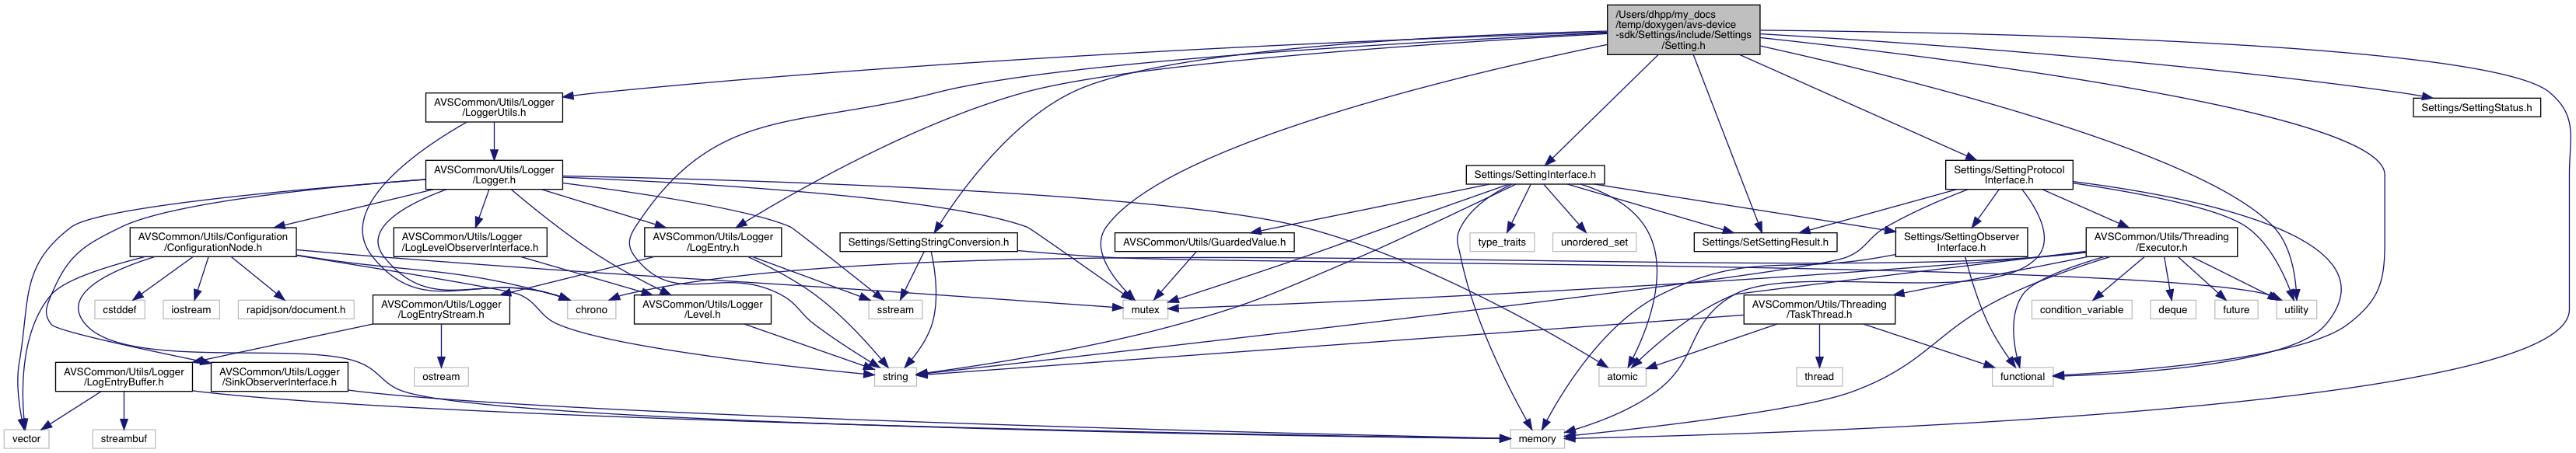 /Users/dhpp/my_docs
/temp/doxygen/avs-device
-sdk/Settings/include/Settings
/Setting.h
AVSCommon/Utils/Logger
/LoggerUtils.h
Settings/SettingStatus.h
AVSCommon/Utils/Logger
/Logger.h
Settings/SettingInterface.h
Settings/SettingProtocol
Interface.h
AVSCommon/Utils/Configuration
/ConfigurationNode.h
AVSCommon/Utils/Logger
/LogLevelObserverInterface.h
AVSCommon/Utils/Logger
/LogEntry.h
Settings/SettingStringConversion.h
AVSCommon/Utils/GuardedValue.h
type_traits
unordered_set
Settings/SetSettingResult.h
Settings/SettingObserver
Interface.h
AVSCommon/Utils/Threading
/Executor.h
cstddef
iostream
rapidjson/document.h
AVSCommon/Utils/Logger
/LogEntryStream.h
chrono
AVSCommon/Utils/Logger
/Level.h
sstream
mutex
AVSCommon/Utils/Threading
/TaskThread.h
condition_variable
deque
future
utility
AVSCommon/Utils/Logger
/LogEntryBuffer.h
AVSCommon/Utils/Logger
/SinkObserverInterface.h
ostream
string
atomic
thread
functional
vector
streambuf
memory